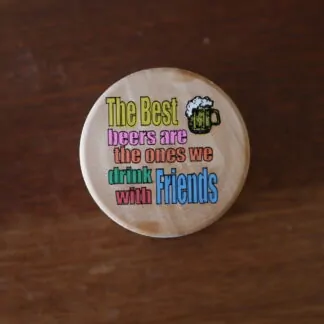 The Best
beers are
the ones we
drink
with Friends